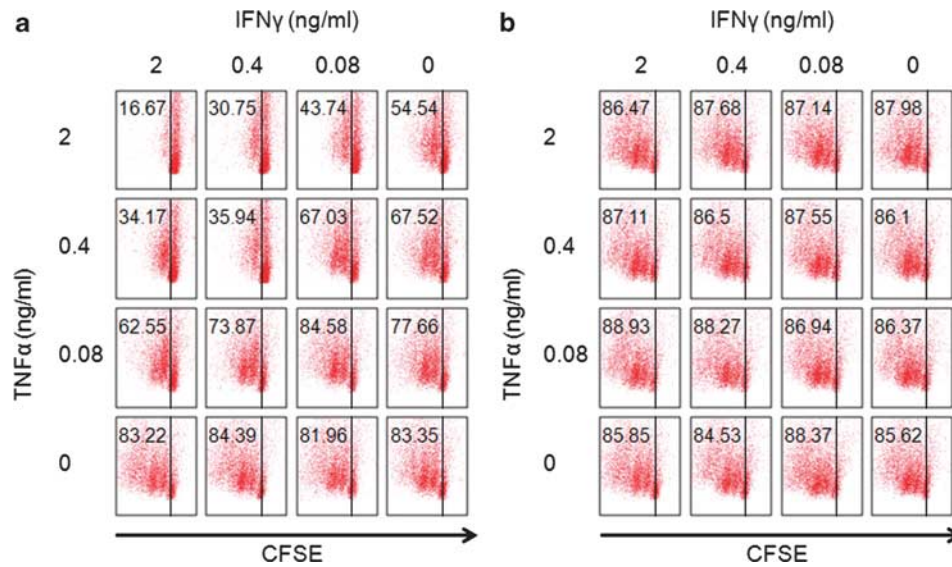 a
IFNγ (ng/ml)
2 0.4 0.08 0
TNFα (ng/ml)
2
16.67 30.75 43.74 54.54
0.4
34.17 35.94 67.03 67.52
0.08
62.55 73.87 84.58 77.66
0
83.22 84.39 81.96 83.35
CFSE
b
IFNγ (ng/ml)
2 0.4 0.08 0
TNFα (ng/ml)
2
86.47 87.68 87.14 87.98
0.4
87.11 86.5 87.55 86.1
0.08
88.93 88.27 86.94 86.37
0
85.85 84.53 88.37 85.62
CFSE